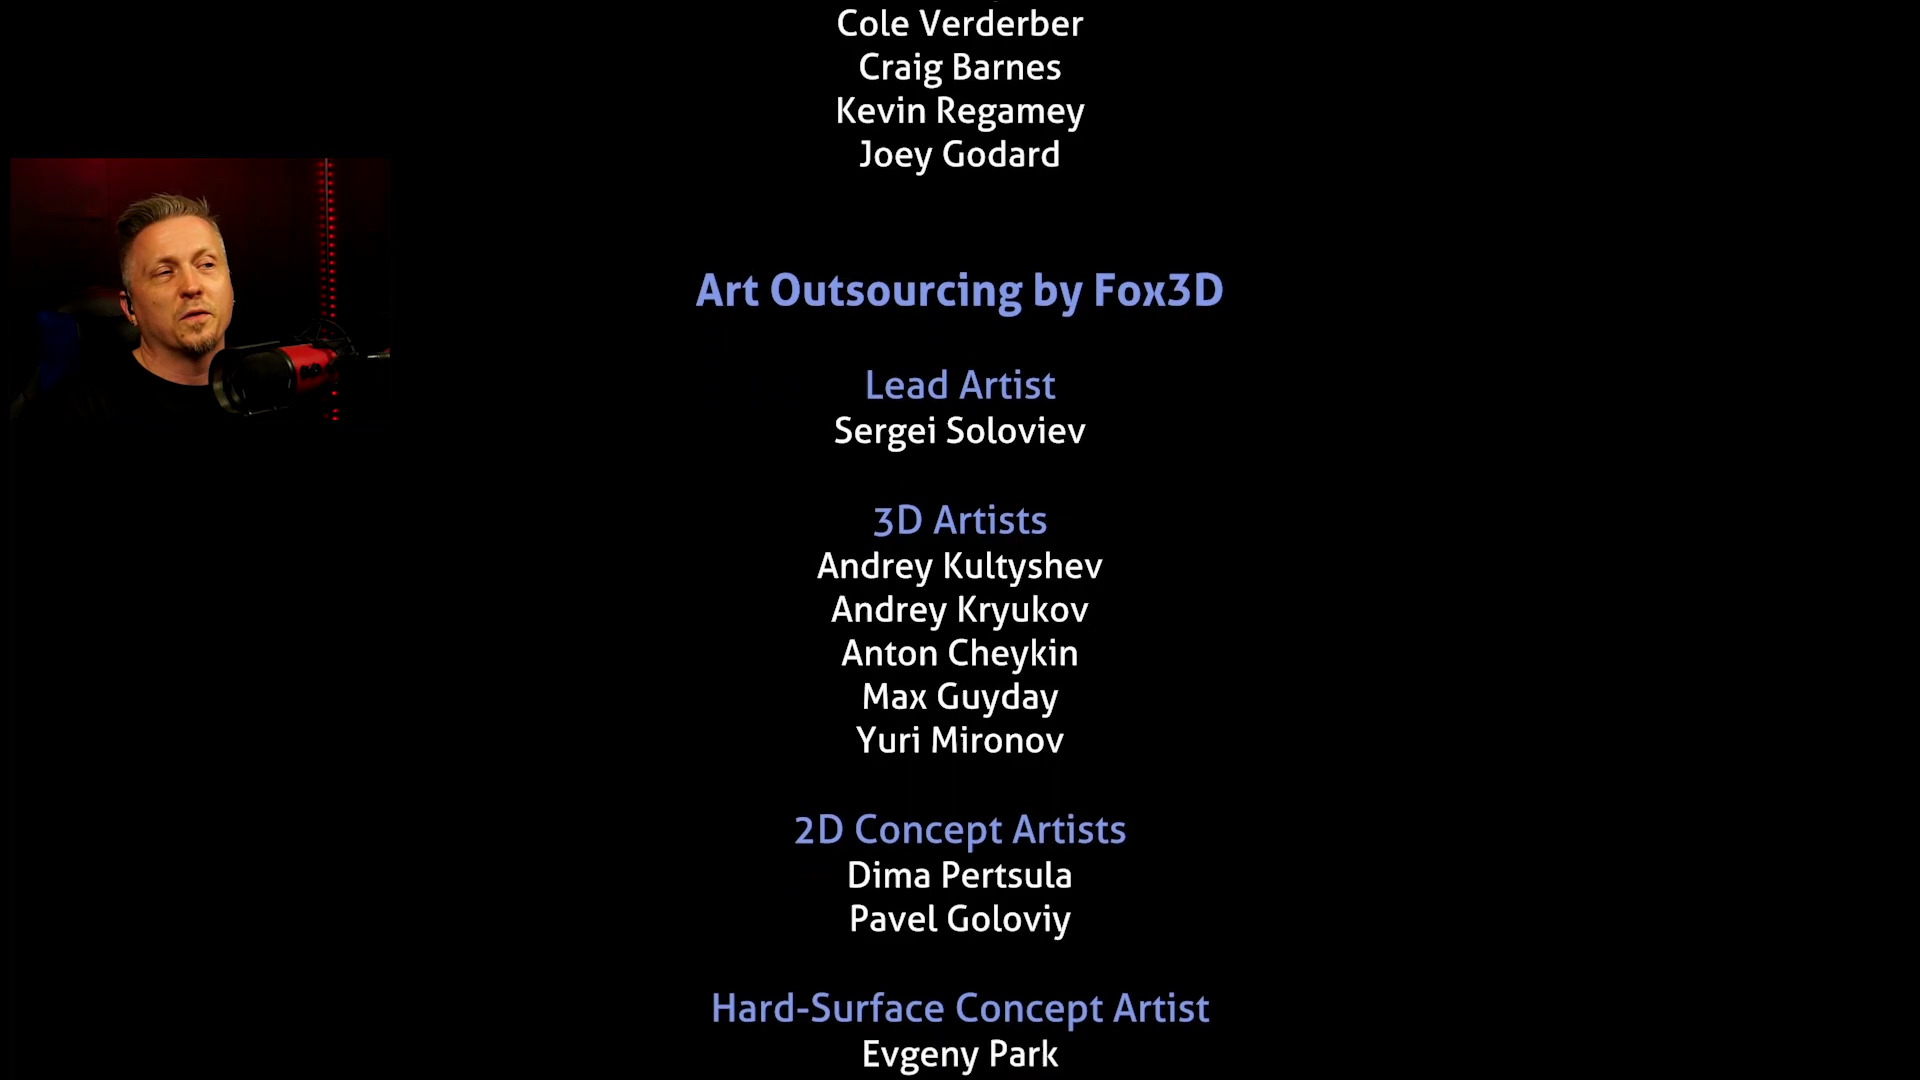 Cole Verderber
Craig Barnes
Kevin Regamey
Joey Godard
Art Outsourcing by Fox3D
Lead Artist
Sergei Soloviev
3D Artists
Andrey Kultyshev
Andrey Kryukov
Anton Cheykin
Max Guyday
Yuri Mironov
2D Concept Artists
Dima Pertsula
Pavel Goloviy
Hard-Surface Concept Artist
Evgeny Park